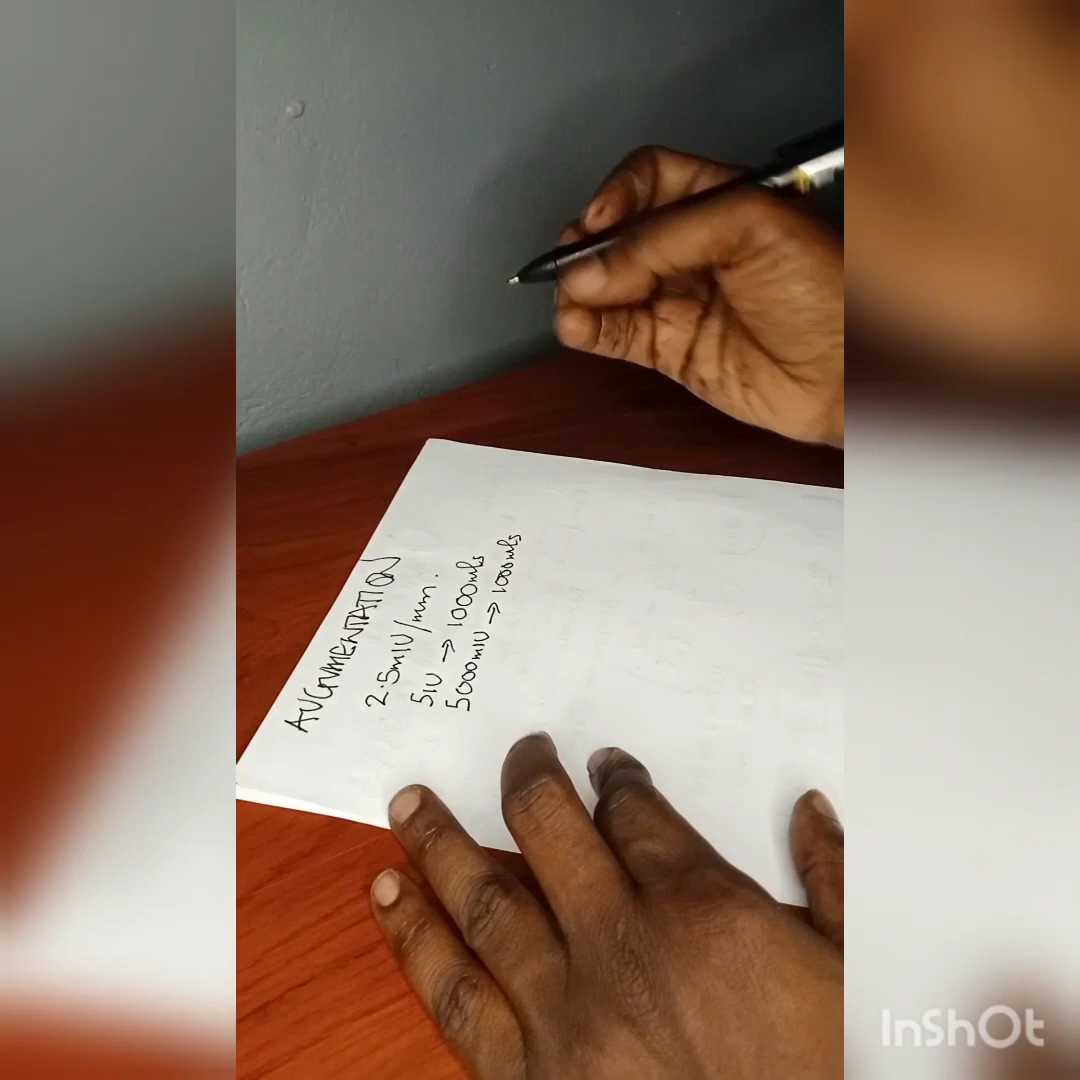 AUGMENTATION
2.5mIU/min.
5IU → 1000mls
5000mIU → 1000mls
InShOt